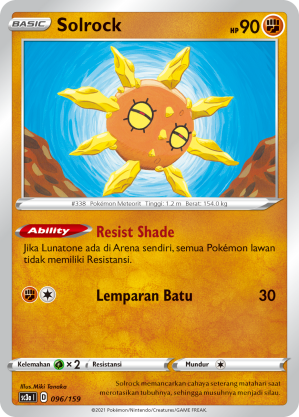 BASIC Solrock HP 90
#338 Pokémon Meteorit Tinggi: 1.2 m Berat: 154.0 kg
Ability Resist Shade
Jika Lunatone ada di Arena sendiri, semua Pokémon lawan
tidak memiliki Resistansi.
Lemparan Batu 30
Kelemahan × 2 Resistansi Mundur
Illus. Miki Tanaka
sc3a I D 096/159
Solrock memancarkan cahaya seterang matahari saat
memutar tubuhnya, sehingga musuhnya menjadi silau.
©2021 Pokémon/Nintendo/Creatures/GAME FREAK.